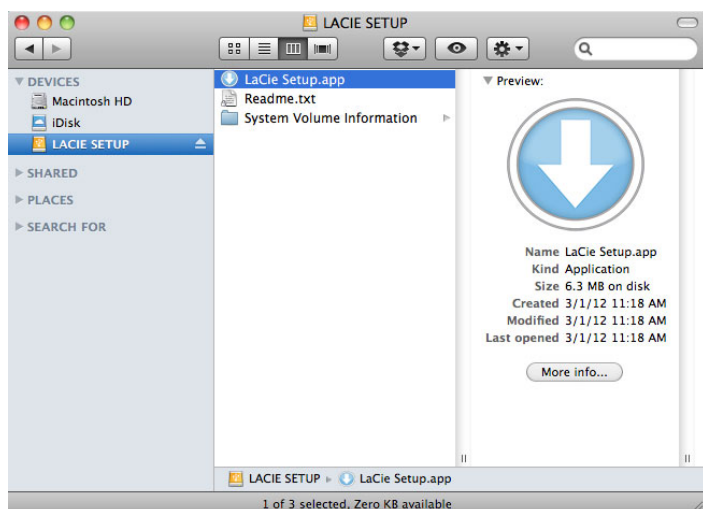 LACIE SETUP
DEVICES
Macintosh HD
iDisk
LACIE SETUP
SHARED
PLACES
SEARCH FOR
LaCie Setup.app
Readme.txt
System Volume Information
Preview:
Name LaCie Setup.app
Kind Application
Size 6.3 MB on disk
Created 3/1/12 11:18 AM
Modified 3/1/12 11:18 AM
Last opened 3/1/12 11:18 AM
More info...
LACIE SETUP LaCie Setup.app
1 of 3 selected, Zero KB available